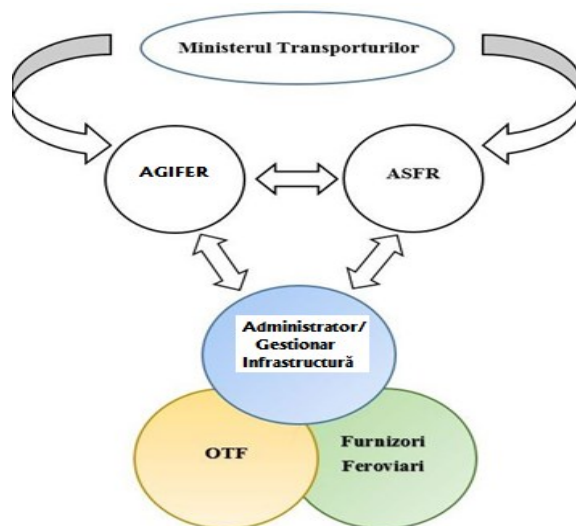 Ministerul Transporturilor
AGIFER
ASFR
Administrator/
Gestionar
Infrastructură
OTF
Furnizori
Feroviari